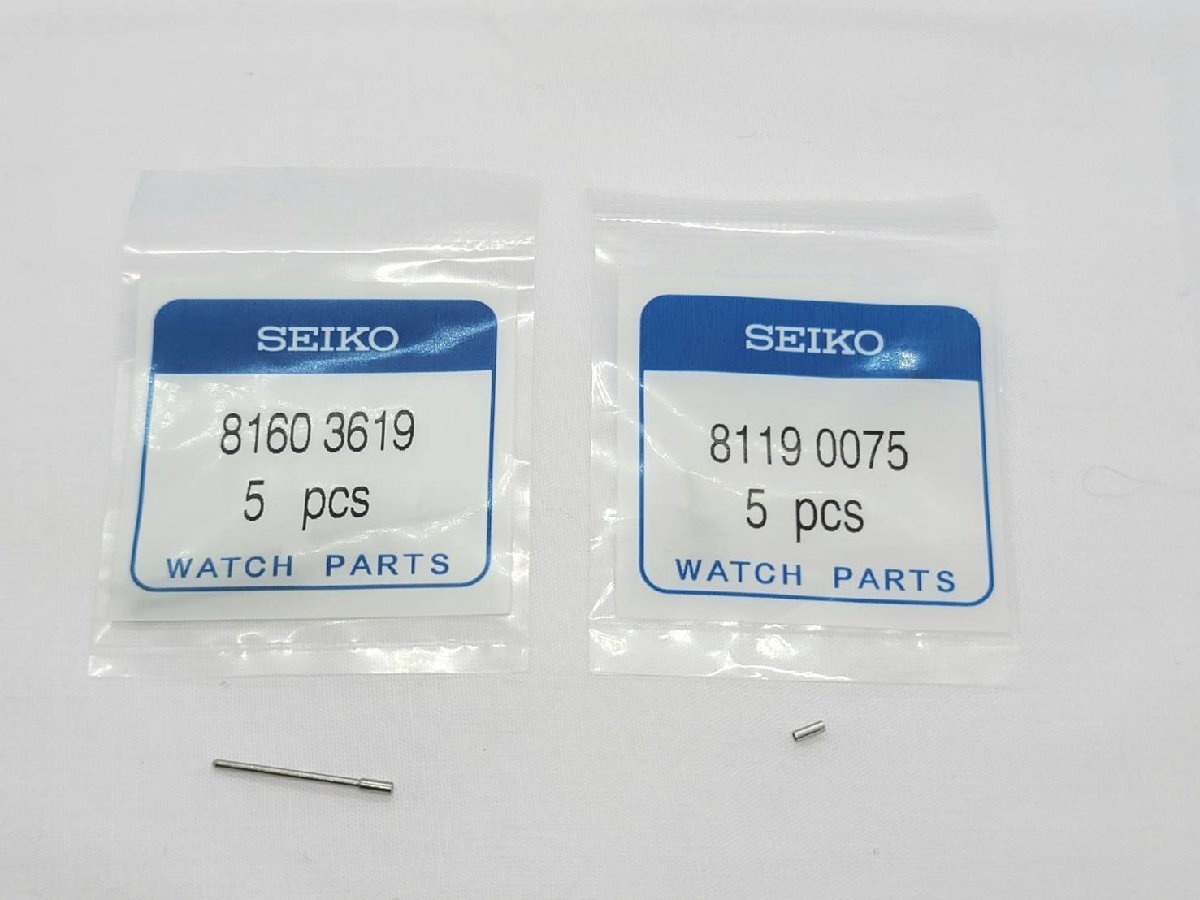 SEIKO
8160 3619
5 pcs
WATCH PARTS
SEIKO
8119 0075
5 pcs
WATCH PARTS